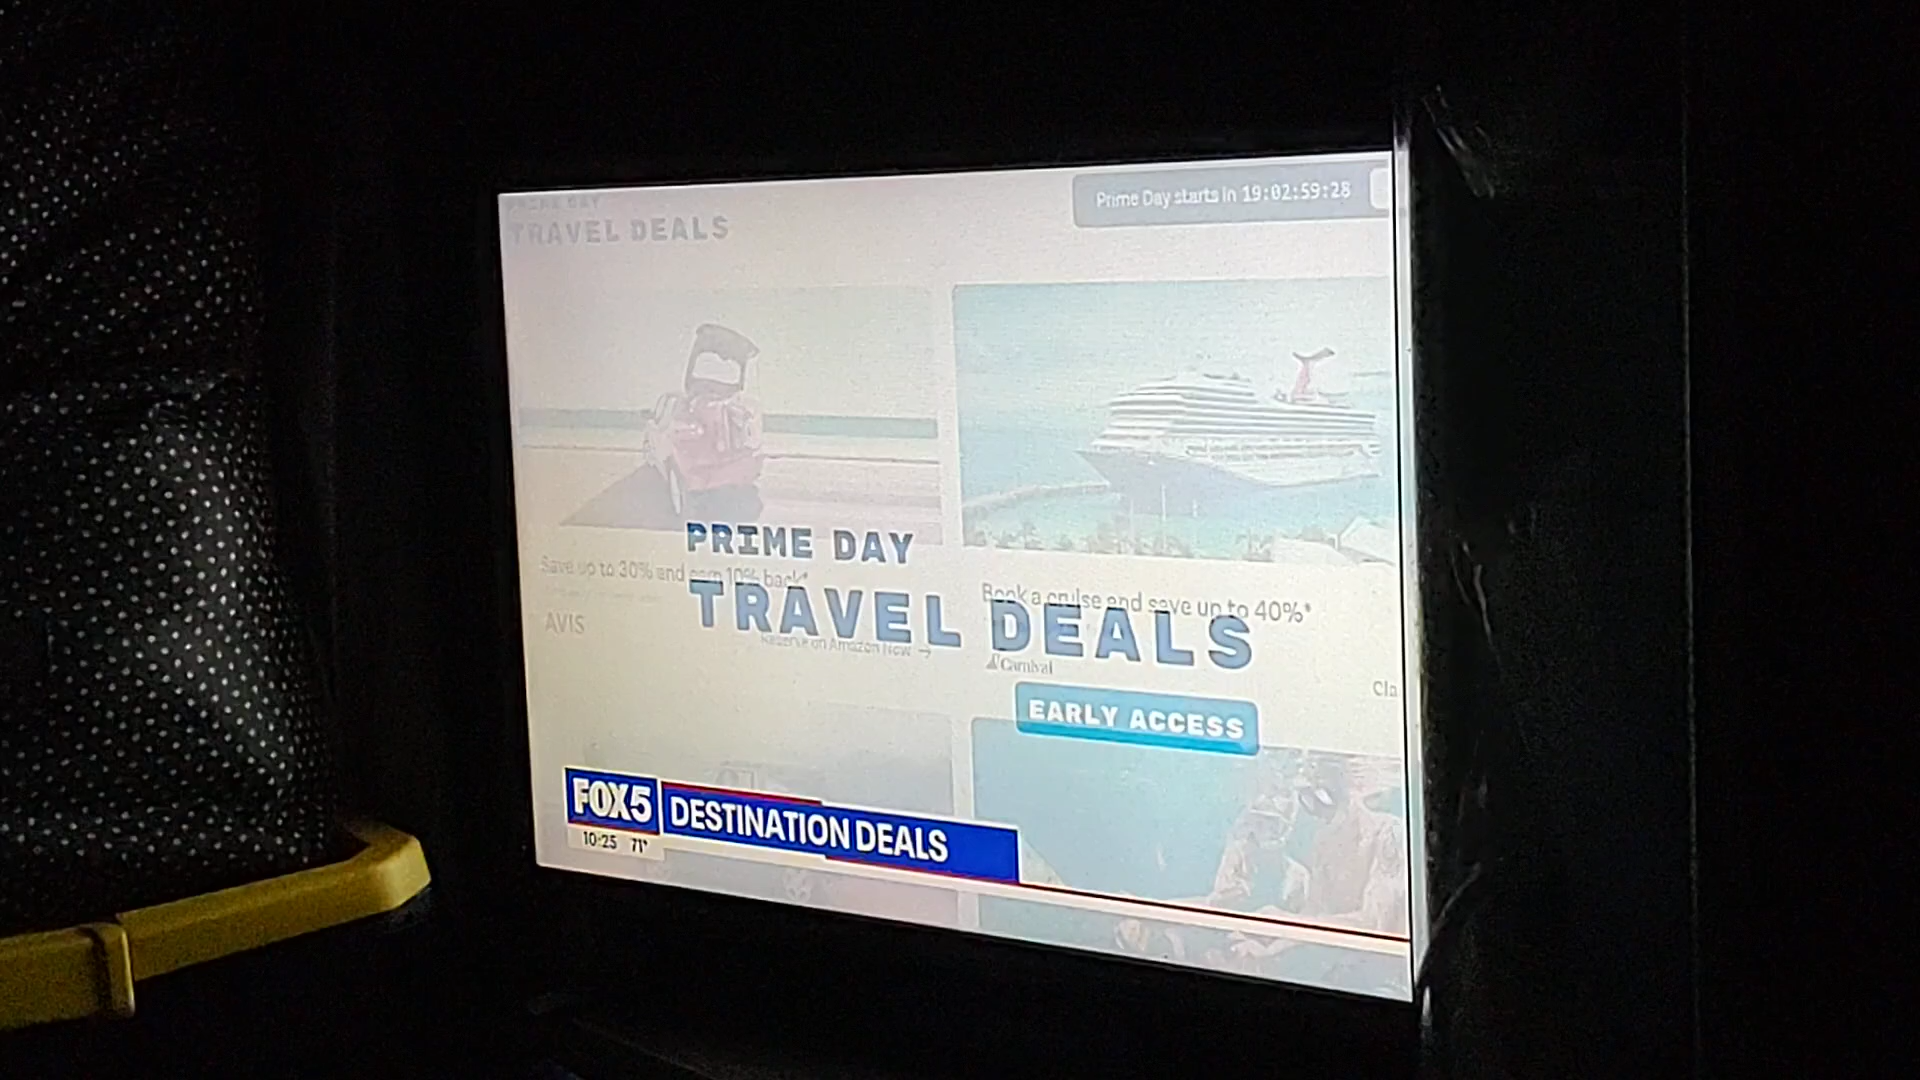 PRIME DAY
TRAVEL DEALS
Prime Day starts in 19:02:59:28
PRIME DAY
Save up to 30% and earn 10% back*
Book a cruise and save up to 40%*
TRAVEL DEALS
AVIS
Reserve on Amazon Now →
Carnival
Cla
EARLY ACCESS
FOX5
DESTINATION DEALS
10:25 71°